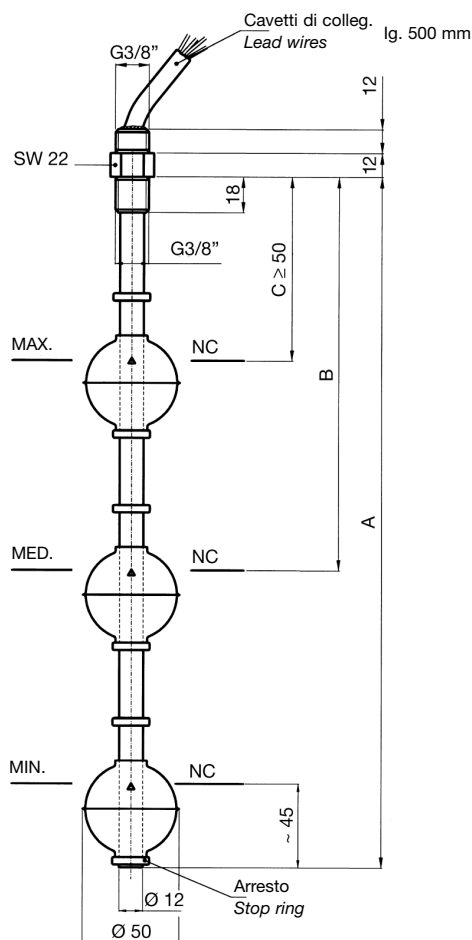 Cavetti di colleg.
Lead wires
lg. 500 mm
G3/8”
12
SW 22
12
18
G3/8”
C ≥ 50
MAX.
NC
B
A
MED.
NC
MIN.
NC
~ 45
Arresto
Stop ring
Ø 12
Ø 50